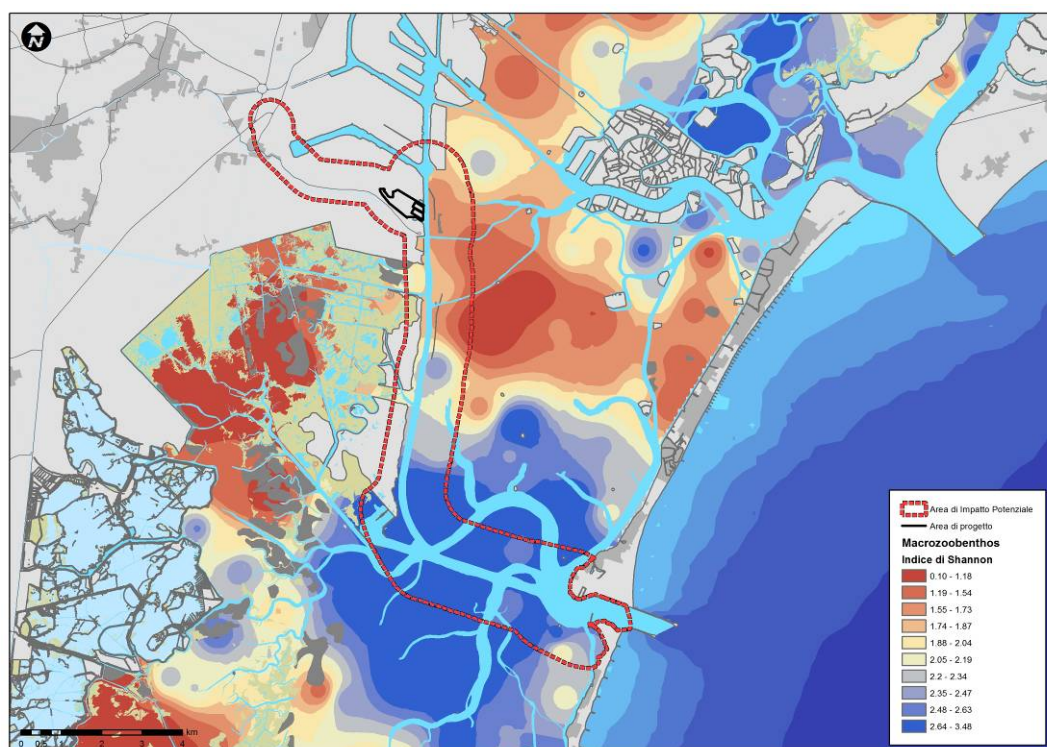 N
Area di Impatto Potenziale
Area di progetto
Macrozoobenthos
Indice di Shannon
0.10 - 1.18
1.19 - 1.54
1.55 - 1.73
1.74 - 1.87
1.88 - 2.04
2.05 - 2.19
2.2 - 2.34
2.35 - 2.47
2.48 - 2.63
2.64 - 3.48
km
0 0.5 1 2 3 4